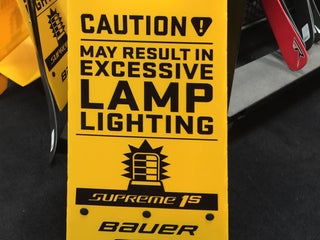 CAUTION!
MAY RESULT IN
EXCESSIVE
LAMP
LIGHTING
SUPREME 1S
BAUER